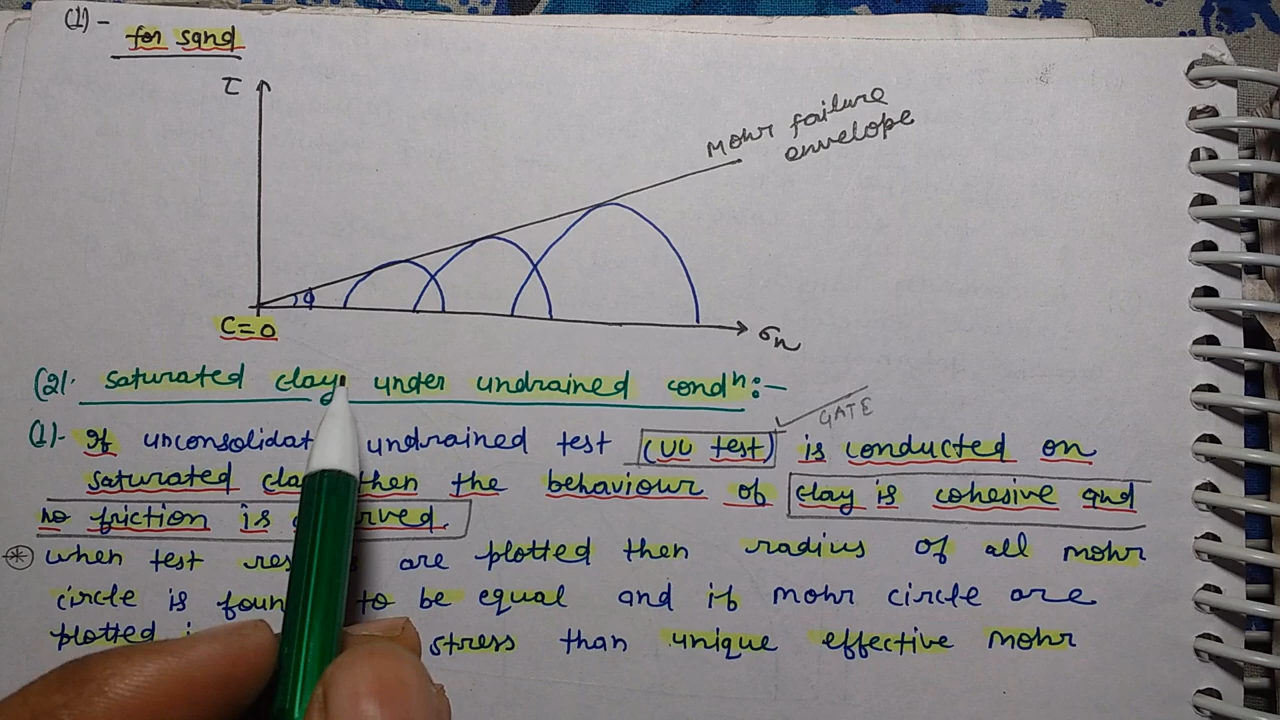 (1) -
for sand
τ
Mohr failure
envelope
ϕ
C=0
σn
(2). saturated clay under undrained condⁿ:-
GATE
(1)- If unconsolidat undrained test (UU test) is conducted on
saturated cla then the behaviour of clay is cohesive and
no friction is
* when test res are plotted then radius of all mohr
circle is foun to be equal and if mohr circle are
plotted stress than unique effective mohr